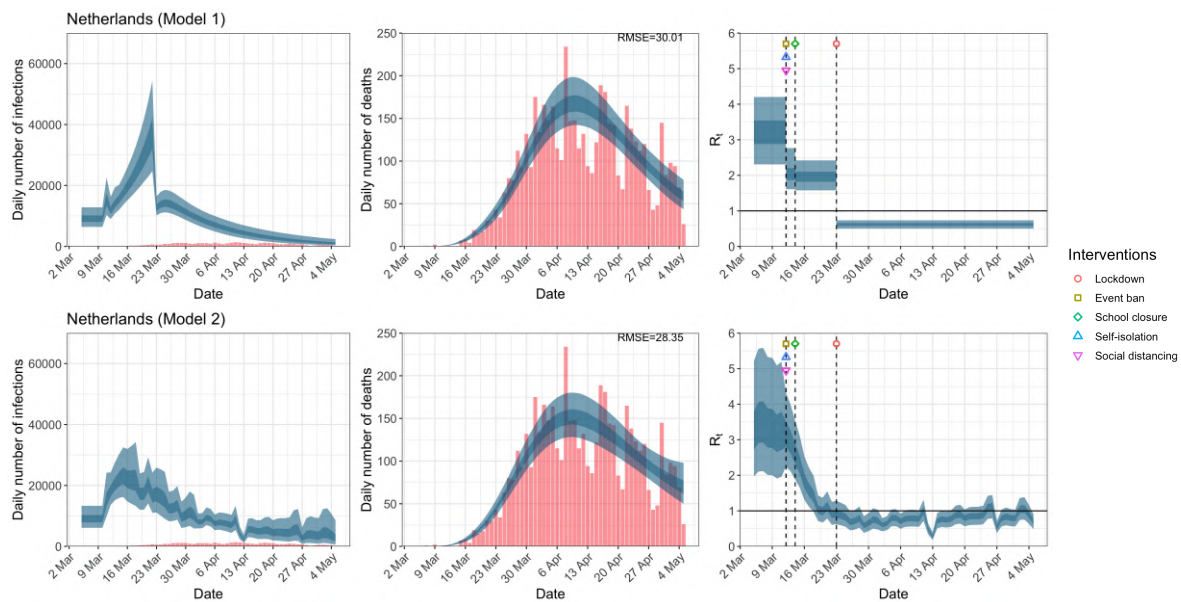 Netherlands (Model 1)
Daily number of infections
60000
40000
20000
0
2 Mar
9 Mar
16 Mar
23 Mar
30 Mar
6 Apr
13 Apr
20 Apr
27 Apr
4 May
Date
RMSE=30.01
Daily number of deaths
250
200
150
100
50
0
2 Mar
9 Mar
16 Mar
23 Mar
30 Mar
6 Apr
13 Apr
20 Apr
27 Apr
4 May
Date
Rt
6
5
4
3
2
1
0
2 Mar
9 Mar
16 Mar
23 Mar
30 Mar
6 Apr
13 Apr
20 Apr
27 Apr
4 May
Date
Netherlands (Model 2)
Daily number of infections
60000
40000
20000
0
2 Mar
9 Mar
16 Mar
23 Mar
30 Mar
6 Apr
13 Apr
20 Apr
27 Apr
4 May
Date
RMSE=28.35
Daily number of deaths
250
200
150
100
50
0
2 Mar
9 Mar
16 Mar
23 Mar
30 Mar
6 Apr
13 Apr
20 Apr
27 Apr
4 May
Date
Rt
6
5
4
3
2
1
0
2 Mar
9 Mar
16 Mar
23 Mar
30 Mar
6 Apr
13 Apr
20 Apr
27 Apr
4 May
Date
Interventions
Lockdown
Event ban
School closure
Self-isolation
Social distancing